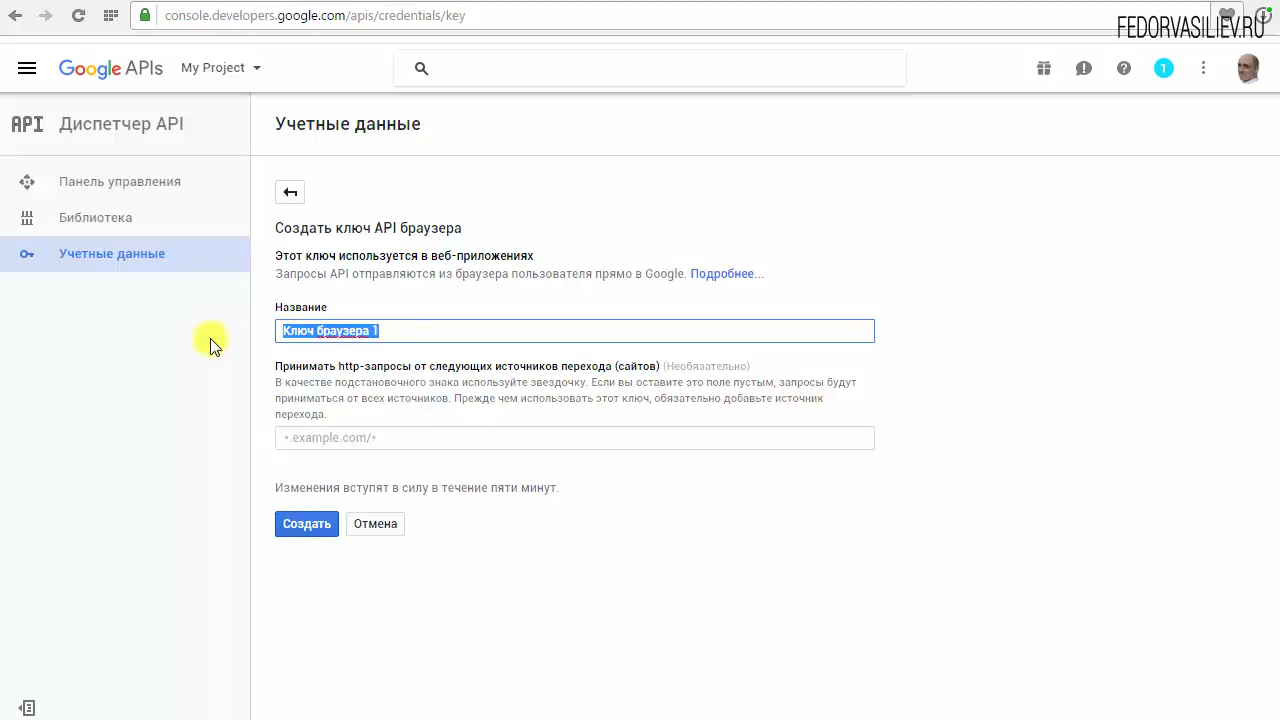 console.developers.google.com/apis/credentials/key
FEDORVASILIEV.RU
Google APIs My Project
1
API Диспетчер API
Учетные данные
Панель управления
Библиотека
Учетные данные
Создать ключ API браузера
Этот ключ используется в веб-приложениях
Запросы API отправляются из браузера пользователя прямо в Google. Подробнее...
Название
Ключ браузера 1
Принимать http-запросы от следующих источников перехода (сайтов) (Необязательно)
В качестве подстановочного знака используйте звездочку. Если вы оставите это поле пустым, запросы будут
приниматься от всех источников. Прежде чем использовать этот ключ, обязательно добавьте источник
перехода.
*.example.com/*
Изменения вступят в силу в течение пяти минут.
Создать Отмена